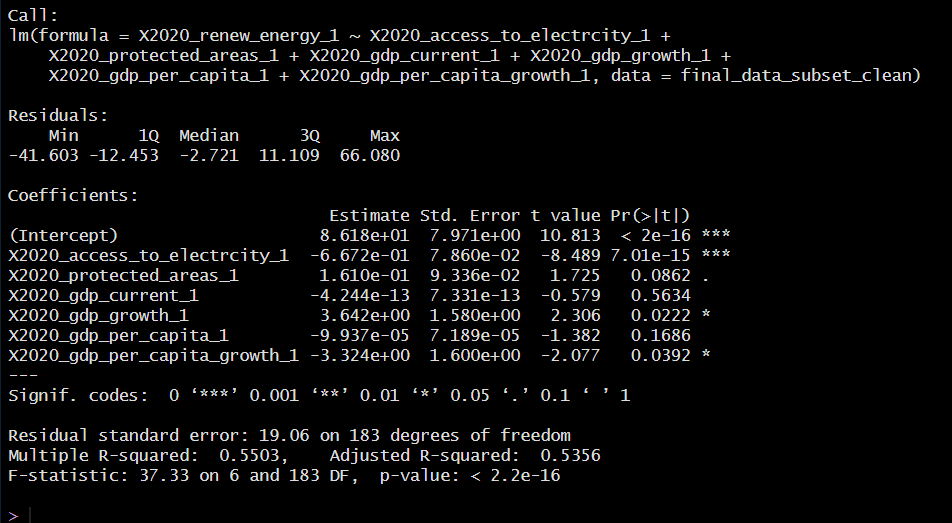 Call:
lm(formula = X2020_renew_energy_1 ~ X2020_access_to_electrcity_1 +
    X2020_protected_areas_1 + X2020_gdp_current_1 + X2020_gdp_growth_1 +
    X2020_gdp_per_capita_1 + X2020_gdp_per_capita_growth_1, data = final_data_subset_clean)
Residuals:
    Min      1Q  Median      3Q     Max
-41.603 -12.453  -2.721  11.109  66.080
Coefficients:
                                Estimate Std. Error t value Pr(>|t|)
(Intercept)                    8.618e+01  7.971e+00  10.813  < 2e-16 ***
X2020_access_to_electrcity_1  -6.672e-01  7.860e-02  -8.489 7.01e-15 ***
X2020_protected_areas_1        1.610e-01  9.336e-02   1.725   0.0862 .
X2020_gdp_current_1           -4.244e-13  7.331e-13  -0.579   0.5634
X2020_gdp_growth_1             3.642e+00  1.580e+00   2.306   0.0222 *
X2020_gdp_per_capita_1        -9.937e-05  7.189e-05  -1.382   0.1686
X2020_gdp_per_capita_growth_1 -3.324e+00  1.600e+00  -2.077   0.0392 *
---
Signif. codes:  0 ‘***’ 0.001 ‘**’ 0.01 ‘*’ 0.05 ‘.’ 0.1 ‘ ’ 1
Residual standard error: 19.06 on 183 degrees of freedom
Multiple R-squared:  0.5503,    Adjusted R-squared:  0.5356
F-statistic: 37.33 on 6 and 183 DF,  p-value: < 2.2e-16
>